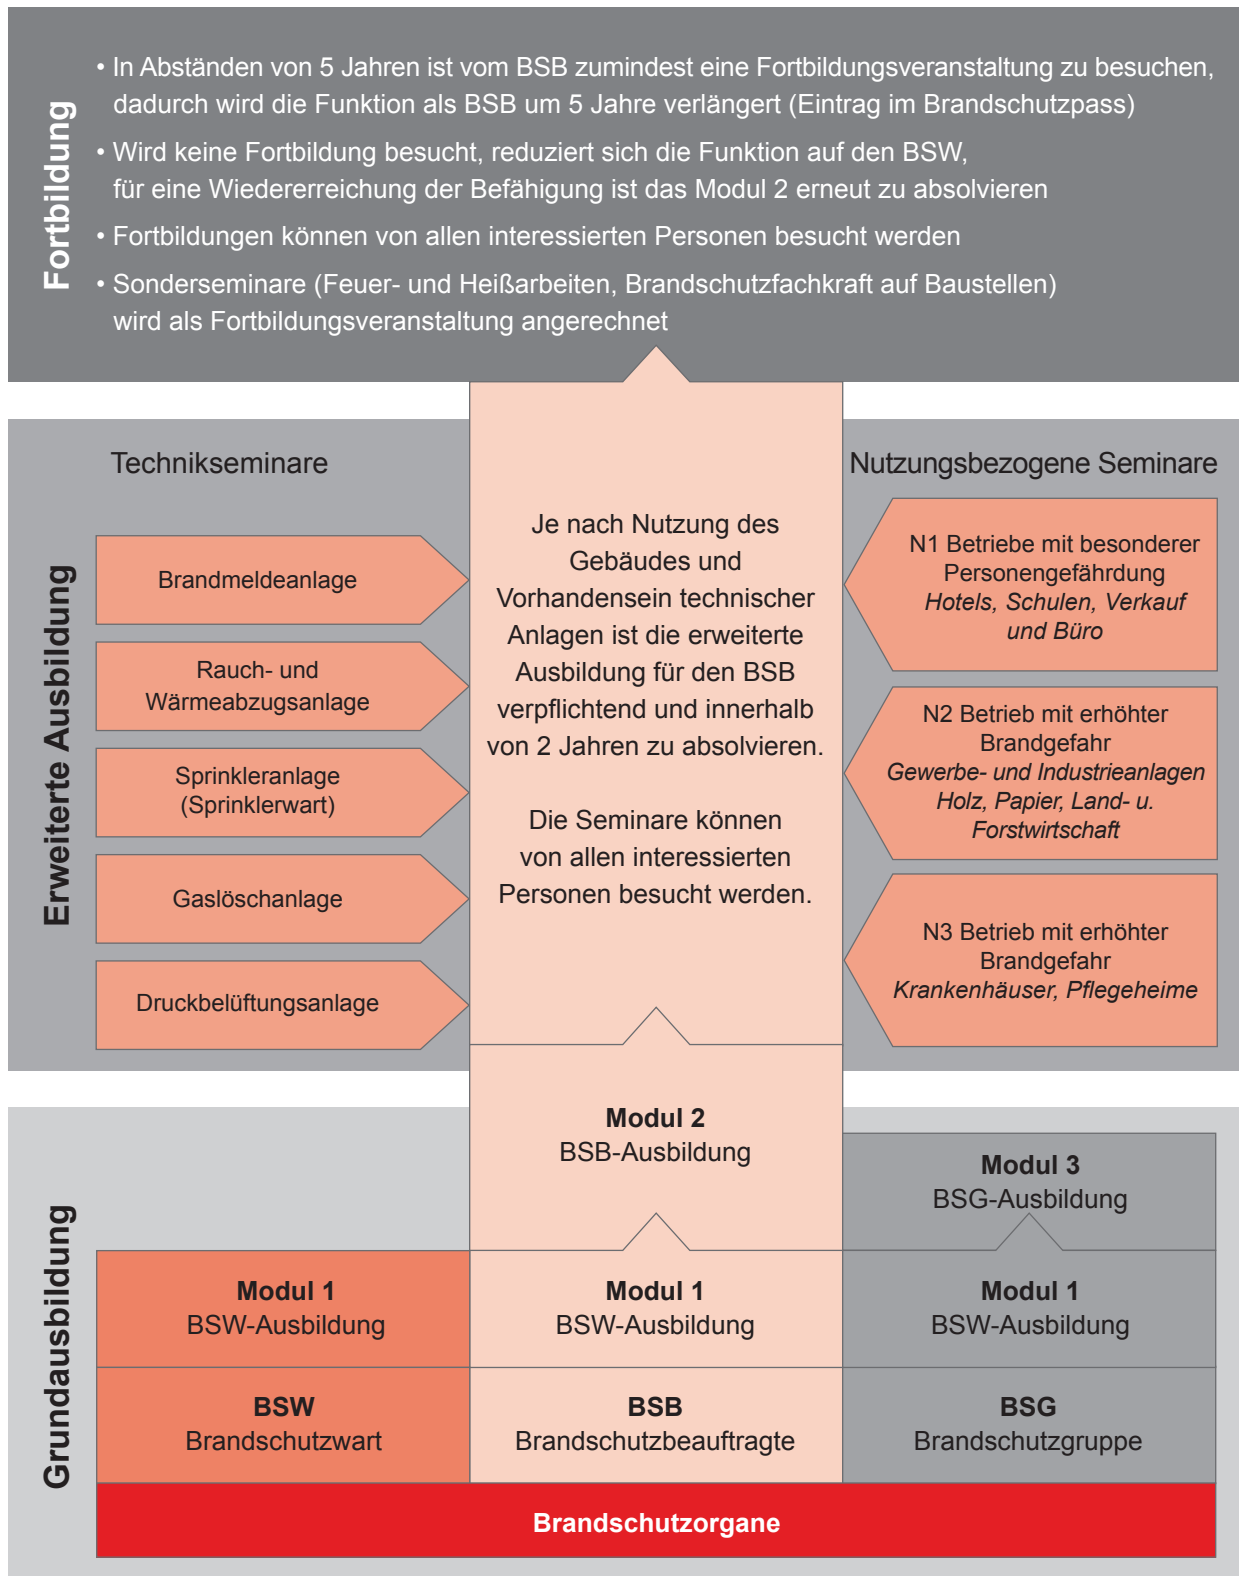 Fortbildung
• In Abständen von 5 Jahren ist vom BSB zumindest eine Fortbildungsveranstaltung zu besuchen,
dadurch wird die Funktion als BSB um 5 Jahre verlängert (Eintrag im Brandschutzpass)
• Wird keine Fortbildung besucht, reduziert sich die Funktion auf den BSW,
für eine Wiedererreichung der Befähigung ist das Modul 2 erneut zu absolvieren
• Fortbildungen können von allen interessierten Personen besucht werden
• Sonderseminare (Feuer- und Heißarbeiten, Brandschutzfachkraft auf Baustellen)
wird als Fortbildungsveranstaltung angerechnet
Erweiterte Ausbildung
Technikseminare
Brandmeldeanlage
Rauch- und
Wärmeabzugsanlage
Sprinkleranlage
(Sprinklerwart)
Gaslöschanlage
Druckbelüftungsanlage
Je nach Nutzung des
Gebäudes und
Vorhandensein technischer
Anlagen ist die erweiterte
Ausbildung für den BSB
verpflichtend und innerhalb
von 2 Jahren zu absolvieren.
Die Seminare können
von allen interessierten
Personen besucht werden.
Nutzungsbezogene Seminare
N1 Betriebe mit besonderer
Personengefährdung
Hotels, Schulen, Verkauf
und Büro
N2 Betrieb mit erhöhter
Brandgefahr
Gewerbe- und Industrieanlagen
Holz, Papier, Land- u.
Forstwirtschaft
N3 Betrieb mit erhöhter
Brandgefahr
Krankenhäuser, Pflegeheime
Grundausbildung
Modul 2
BSB-Ausbildung
Modul 3
BSG-Ausbildung
Modul 1
BSW-Ausbildung
Modul 1
BSW-Ausbildung
Modul 1
BSW-Ausbildung
BSW
Brandschutzwart
BSB
Brandschutzbeauftragte
BSG
Brandschutzgruppe
Brandschutzorgane